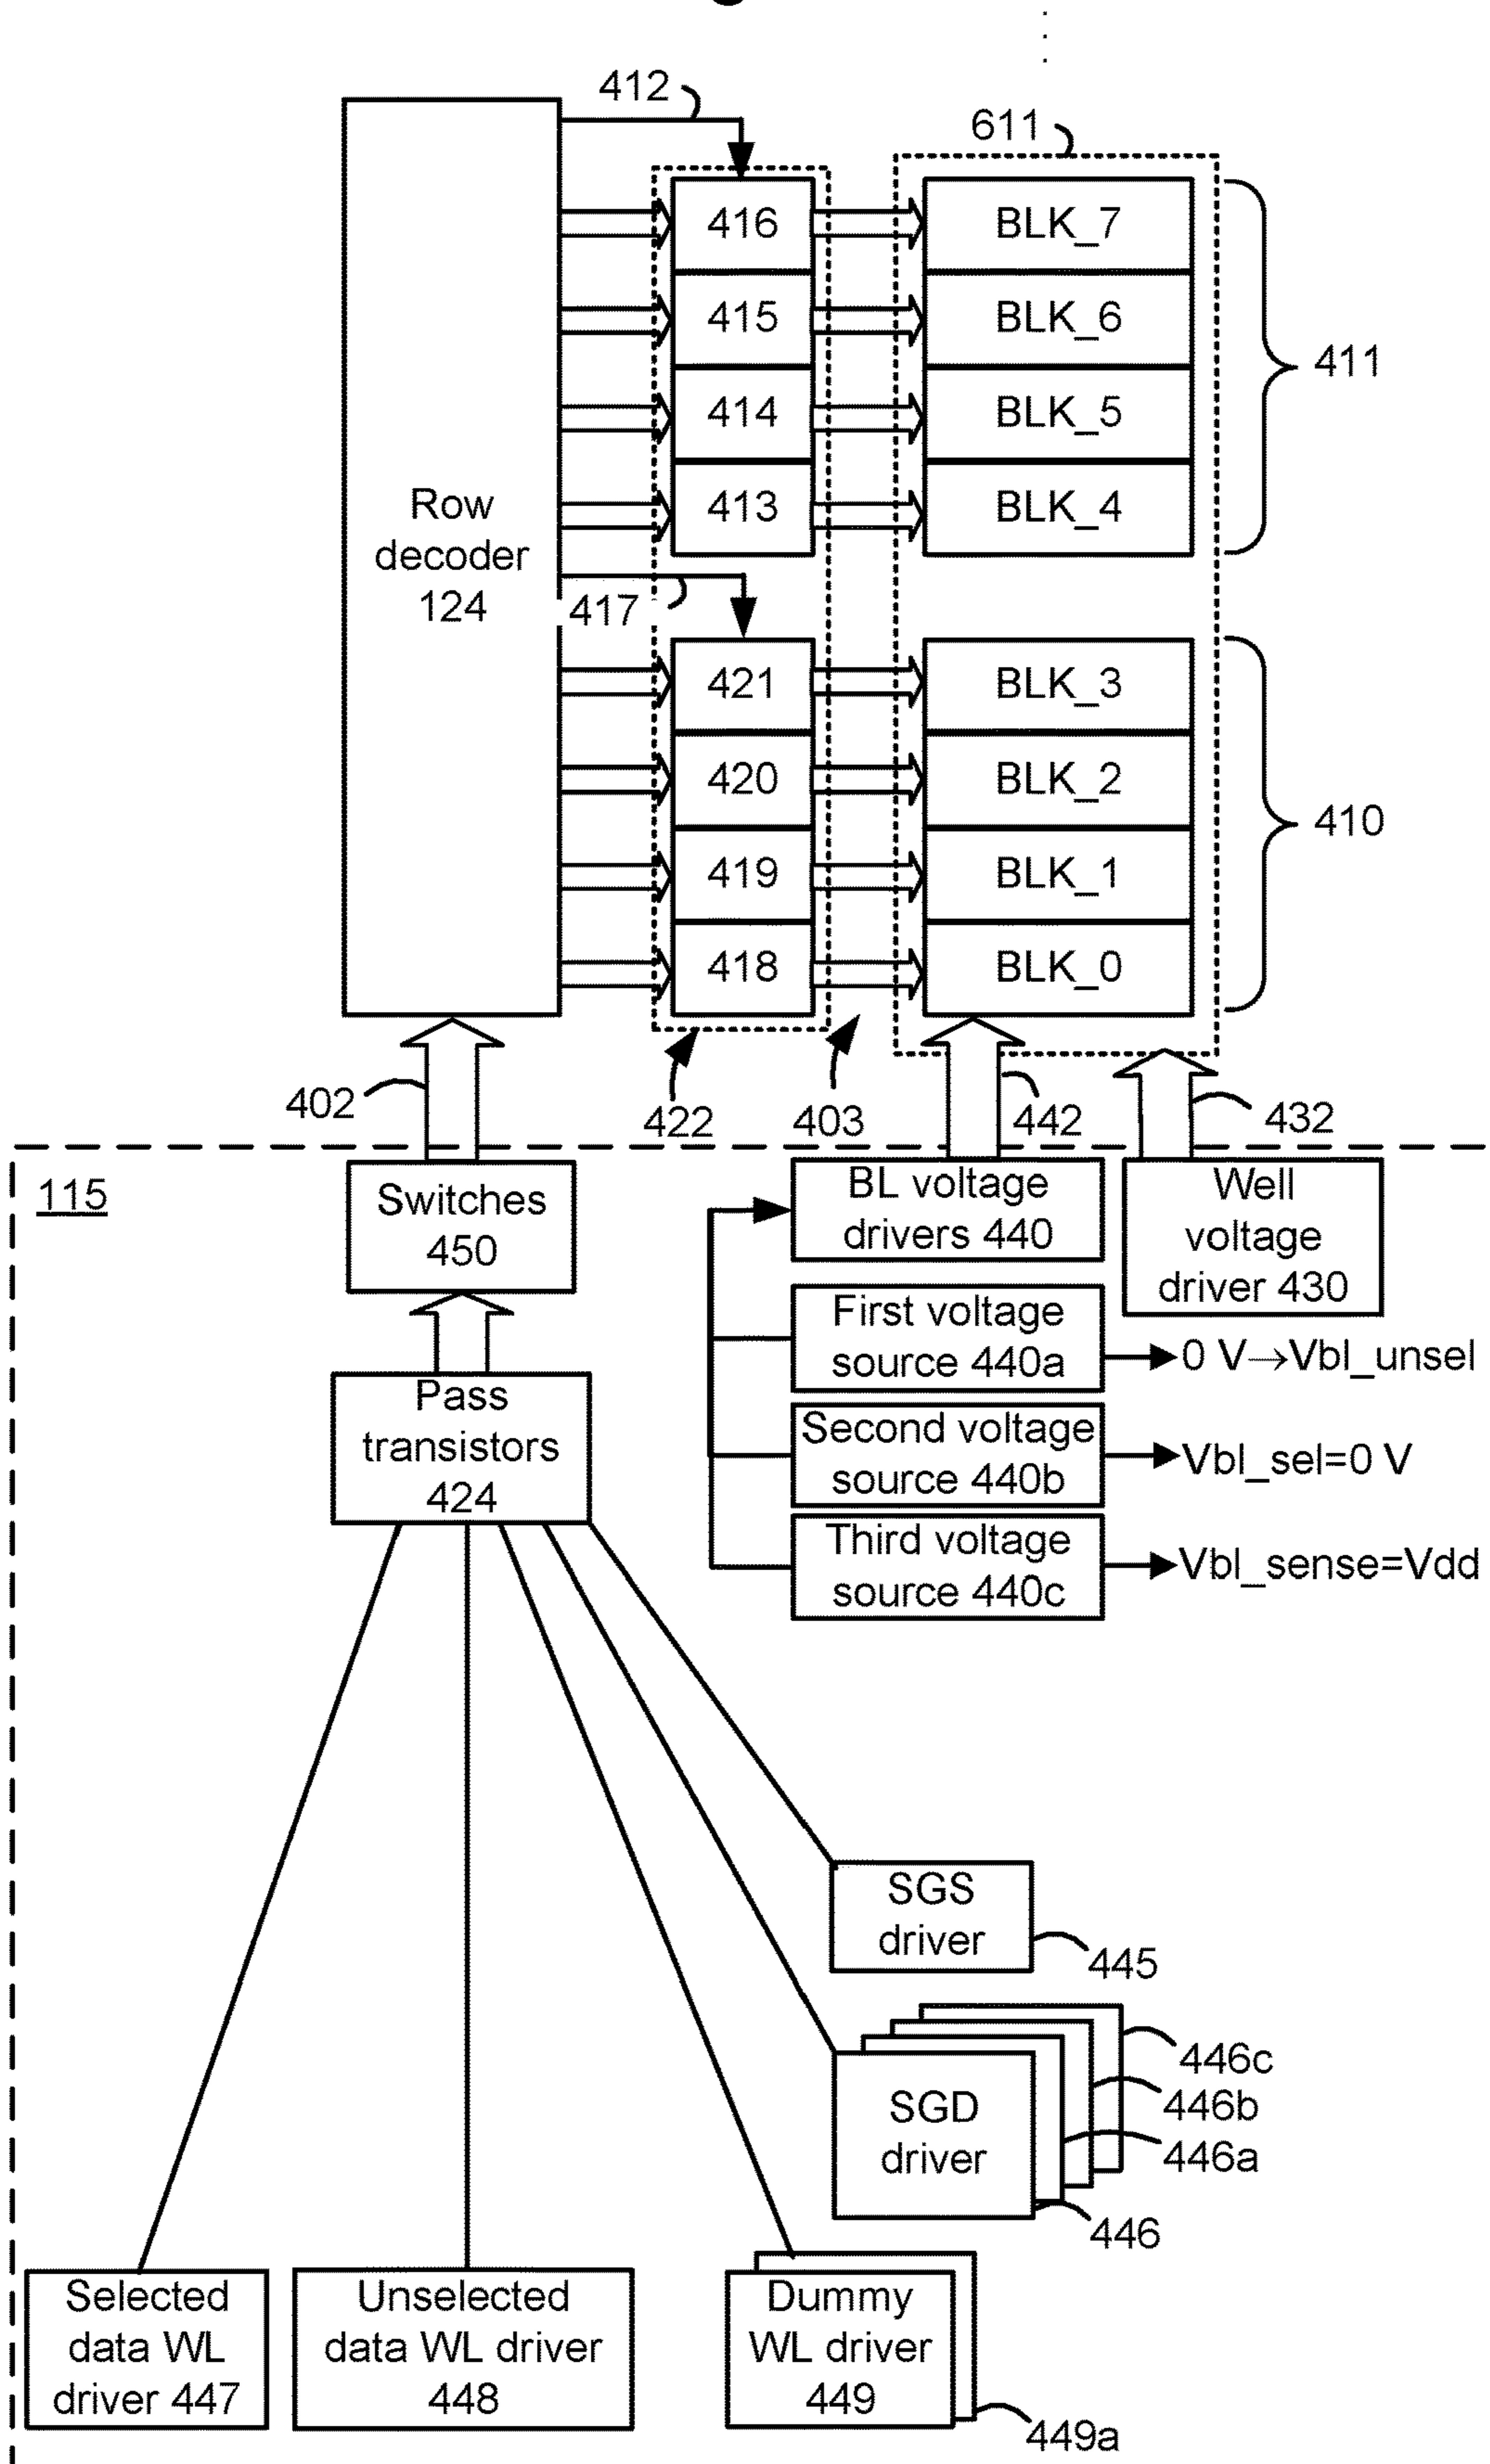 412
611
416
BLK_7
415
BLK_6
411
414
BLK_5
413
BLK_4
Row
decoder
124
417
421
BLK_3
420
BLK_2
410
419
BLK_1
418
BLK_0
402
422
403
442
432
115
Switches
450
BL voltage
drivers 440
Well
voltage
driver 430
First voltage
source 440a
0 V→Vbl_unsel
Pass
transistors
424
Second voltage
source 440b
Vbl_sel=0 V
Third voltage
source 440c
Vbl_sense=Vdd
SGS
driver
445
446c
446b
446a
SGD
driver
446
Selected
data WL
driver 447
Unselected
data WL driver
448
Dummy
WL driver
449
449a